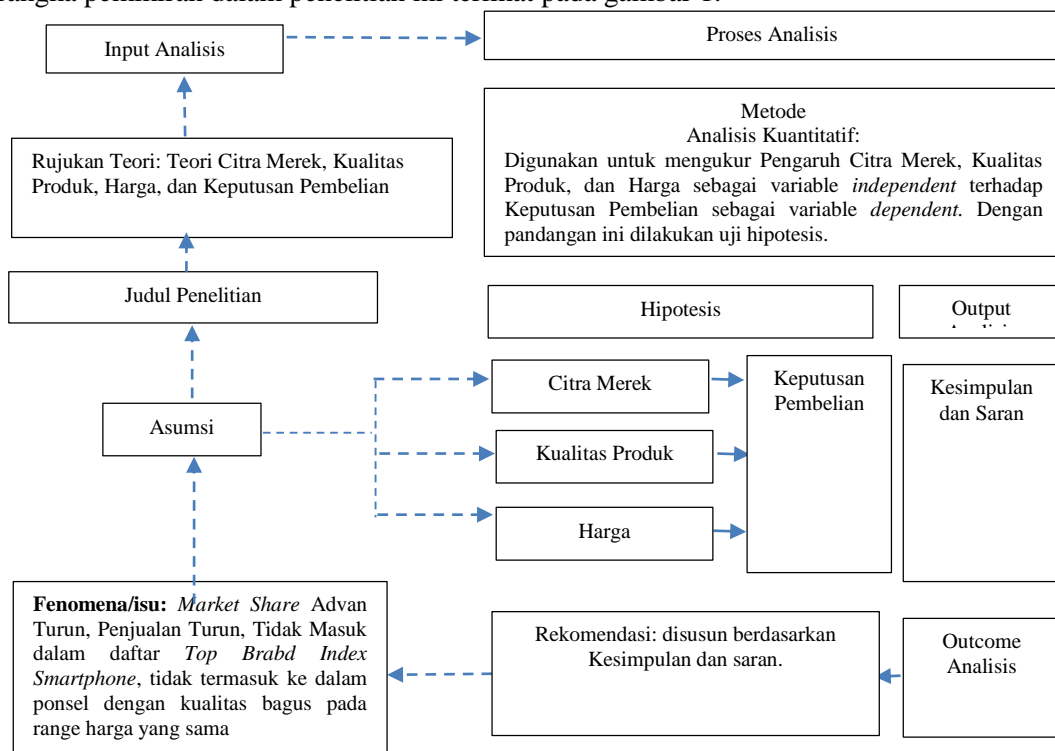 Input Analisis
Proses Analisis
Rujukan Teori: Teori Citra Merek, Kualitas
Produk, Harga, dan Keputusan Pembelian
Metode
Analisis Kuantitatif:
Digunakan untuk mengukur Pengaruh Citra Merek, Kualitas
Produk, dan Harga sebagai variable independent terhadap
Keputusan Pembelian sebagai variable dependent. Dengan
pandangan ini dilakukan uji hipotesis.
Judul Penelitian
Hipotesis
Output
Asumsi
Citra Merek
Kualitas Produk
Harga
Keputusan
Pembelian
Kesimpulan
dan Saran
Fenomena/isu: Market Share Advan
Turun, Penjualan Turun, Tidak Masuk
dalam daftar Top Brabd Index
Smartphone, tidak termasuk ke dalam
ponsel dengan kualitas bagus pada
range harga yang sama
Rekomendasi: disusun berdasarkan
Kesimpulan dan saran.
Outcome
Analisis